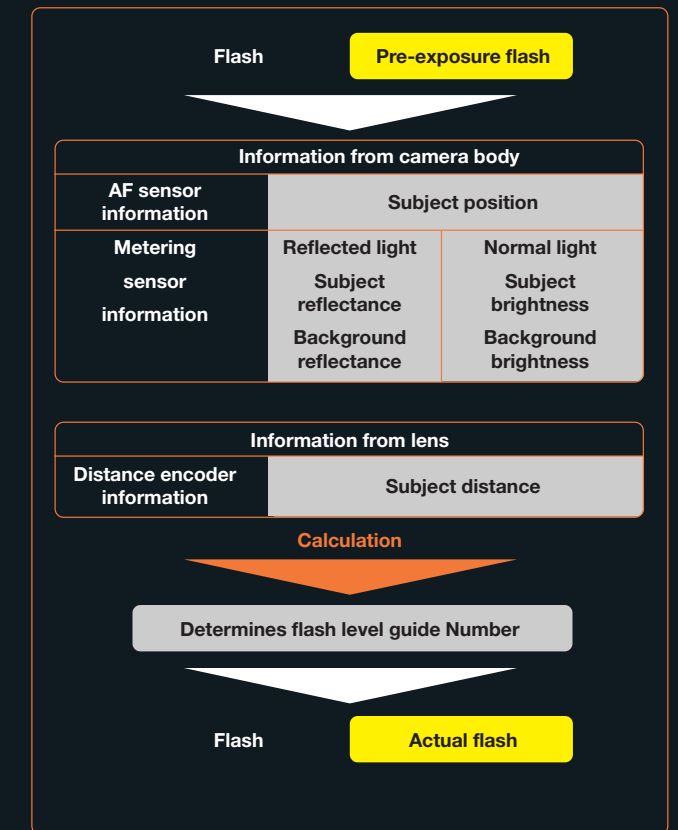 Flash
Pre-exposure flash
Information from camera body
AF sensor
information
Subject position
Metering
sensor
information
Reflected light
Subject
reflectance
Background
reflectance
Normal light
Subject
brightness
Background
brightness
Information from lens
Distance encoder
information
Subject distance
Calculation
Determines flash level guide Number
Flash
Actual flash